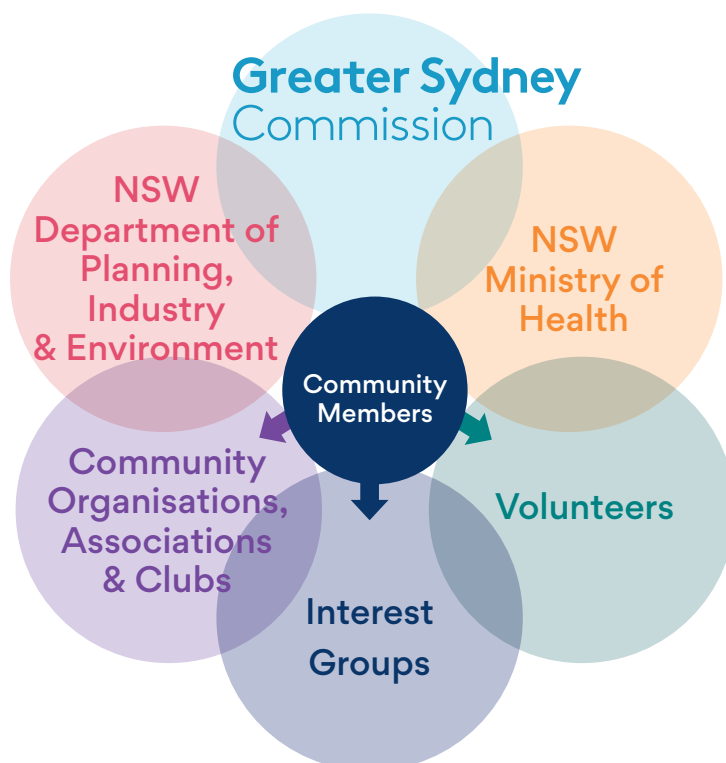 Greater Sydney
Commission
NSW
Department of
Planning,
Industry
& Environment
NSW
Ministry of
Health
Community
Members
Community
Organisations,
Associations
& Clubs
Volunteers
Interest
Groups